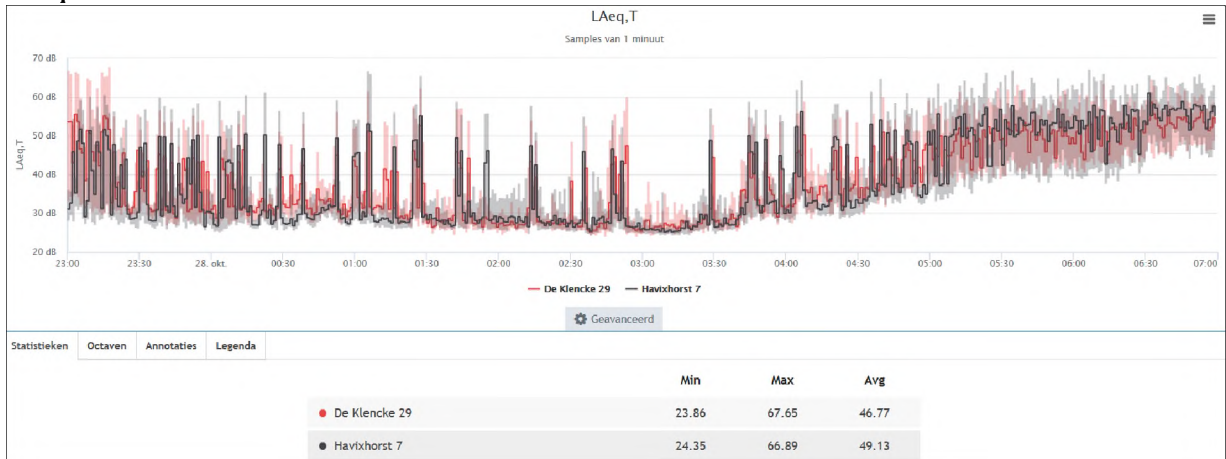 LAeq,T
Samples van 1 minuut
70 dB
60 dB
50 dB
40 dB
30 dB
20 dB
LAeq,T
23:00 23:30 28. okt. 00:30 01:00 01:30 02:00 02:30 03:00 03:30 04:00 04:30 05:00 05:30 06:00 06:30 07:00
De Klencke 29 Havixhorst 7
Geavanceerd
Statistieken Octaven Annotaties Legenda
Min Max Avg
De Klencke 29 23.86 67.65 46.77
Havixhorst 7 24.35 66.89 49.13